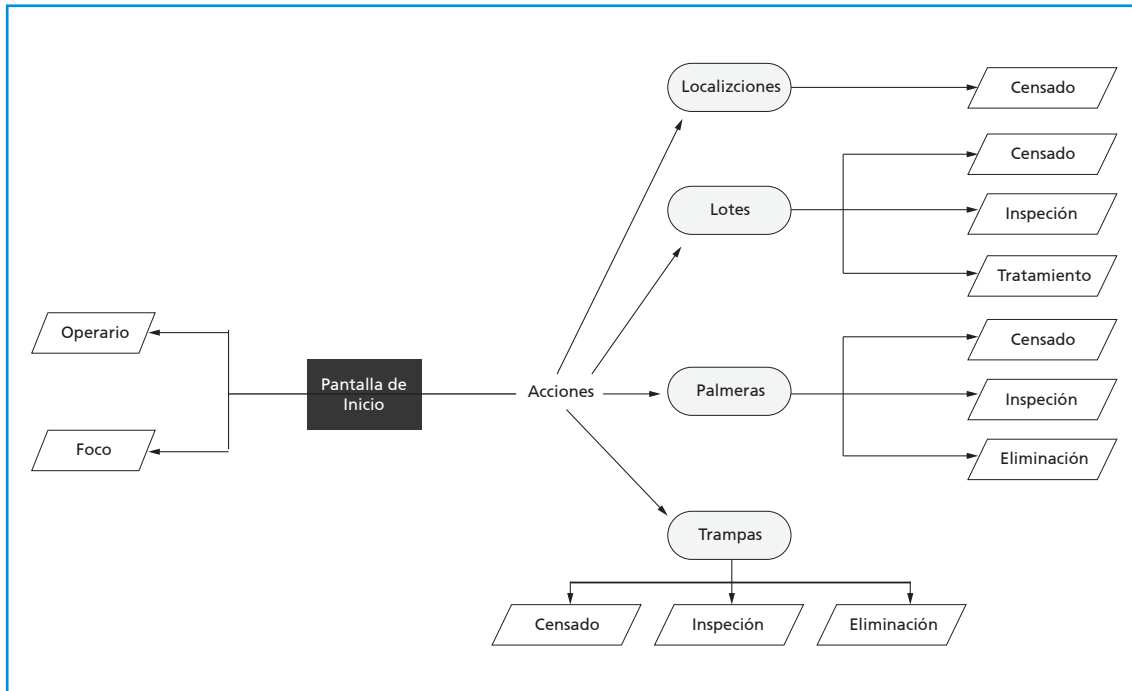 Localizciones
Censado
Censado
Lotes
Inspeción
Tratamiento
Operario
Censado
Pantalla de
Inicio
Acciones
Palmeras
Inspeción
Foco
Eliminación
Trampas
Censado
Inspeción
Eliminación